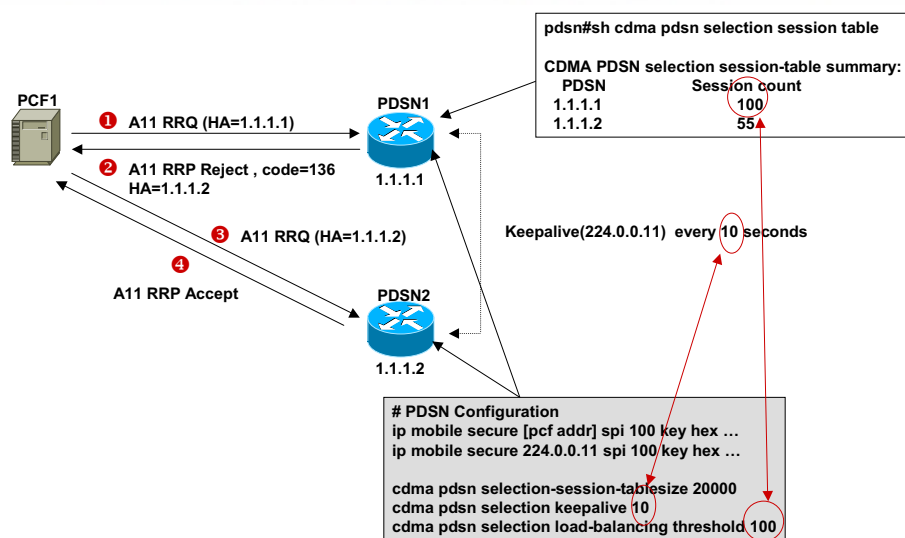 pdsn#sh cdma pdsn selection session table
CDMA PDSN selection session-table summary:
PDSN Session count
1.1.1.1 100
1.1.1.2 55
PCF1
PDSN1
1 A11 RRQ (HA=1.1.1.1)
2 A11 RRP Reject , code=136
HA=1.1.1.2
1.1.1.1
3 A11 RRQ (HA=1.1.1.2)
Keepalive(224.0.0.11) every 10 seconds
4
A11 RRP Accept
PDSN2
1.1.1.2
# PDSN Configuration
ip mobile secure [pcf addr] spi 100 key hex …
ip mobile secure 224.0.0.11 spi 100 key hex …
cdma pdsn selection-session-tablesize 20000
cdma pdsn selection keepalive 10
cdma pdsn selection load-balancing threshold 100